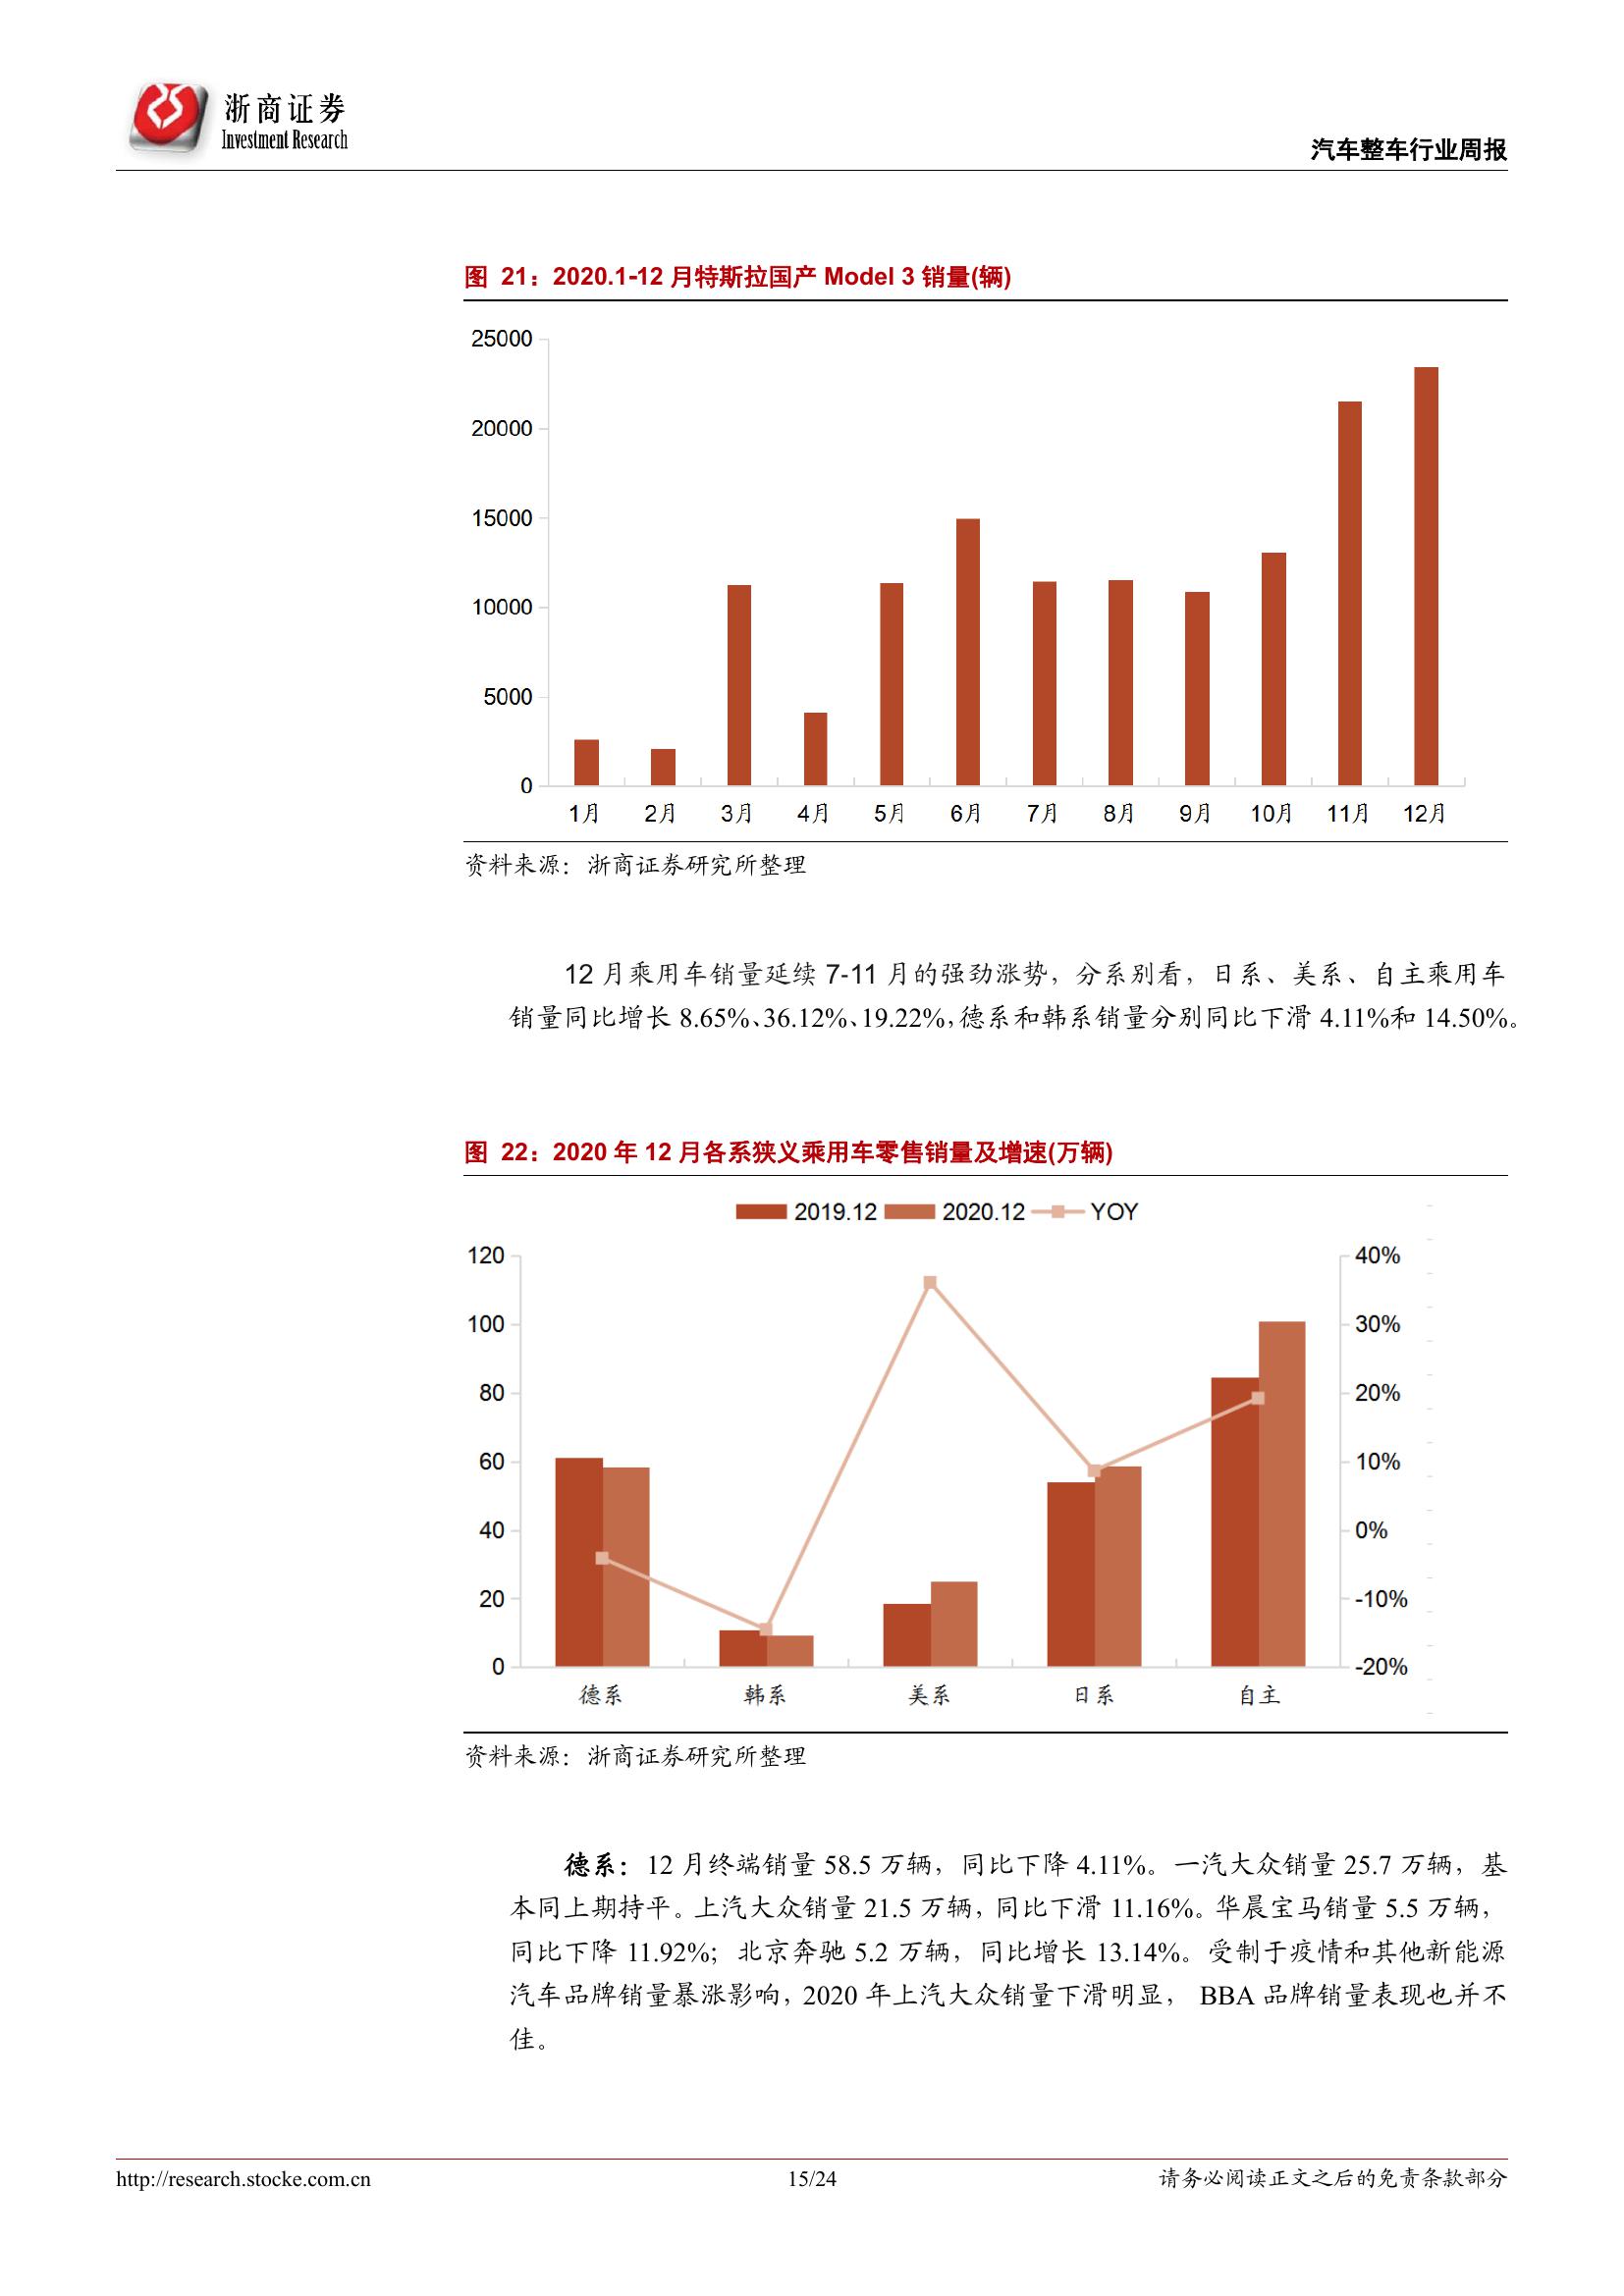 浙商证券
Investment Research
汽车整车行业周报
图 21：2020.1-12 月特斯拉国产 Model 3 销量(辆)
25000
20000
15000
10000
5000
0
1月 2月 3月 4月 5月 6月 7月 8月 9月 10月 11月 12月
资料来源：浙商证券研究所整理
12 月乘用车销量延续 7-11 月的强劲涨势，分系别看，日系、美系、自主乘用车
销量同比增长 8.65%、36.12%、19.22%，德系和韩系销量分别同比下滑 4.11%和 14.50%。
图 22：2020 年 12 月各系狭义乘用车零售销量及增速(万辆)
2019.12 2020.12 YOY
120 40%
100 30%
80 20%
60 10%
40 0%
20 -10%
0 -20%
德系 韩系 美系 日系 自主
资料来源：浙商证券研究所整理
德系：12 月终端销量 58.5 万辆，同比下降 4.11%。一汽大众销量 25.7 万辆，基
本同上期持平。上汽大众销量 21.5 万辆，同比下滑 11.16%。华晨宝马销量 5.5 万辆，
同比下降 11.92%；北京奔驰 5.2 万辆，同比增长 13.14%。受制于疫情和其他新能源
汽车品牌销量暴涨影响，2020 年上汽大众销量下滑明显， BBA 品牌销量表现也并不
佳。
http://research.stocke.com.cn 15/24 请务必阅读正文之后的免责条款部分